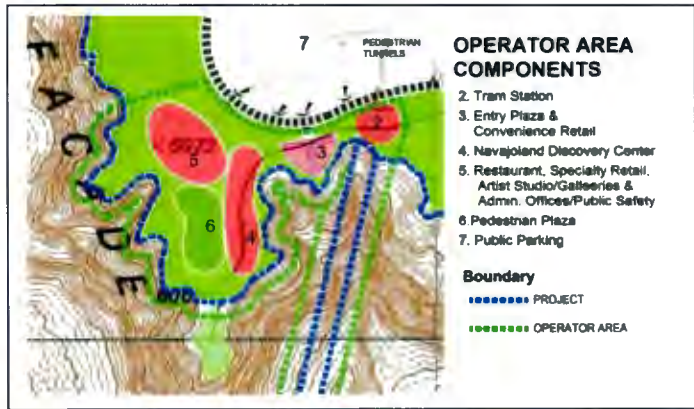 OPERATOR AREA
COMPONENTS
2. Tram Station
3. Entry Plaza &
Convenience Retail
4. Navajoland Discovery Center
5. Restaurant, Specialty Retail,
Artist Studio/Galleeries &
Admin. Offices/Public Safety
6. Pedestrian Plaza
7. Public Parking
Boundary
PROJECT
OPERATOR AREA
7
PEDESTRIAN
TUNNELS
2
3
5
4
6
FACADE